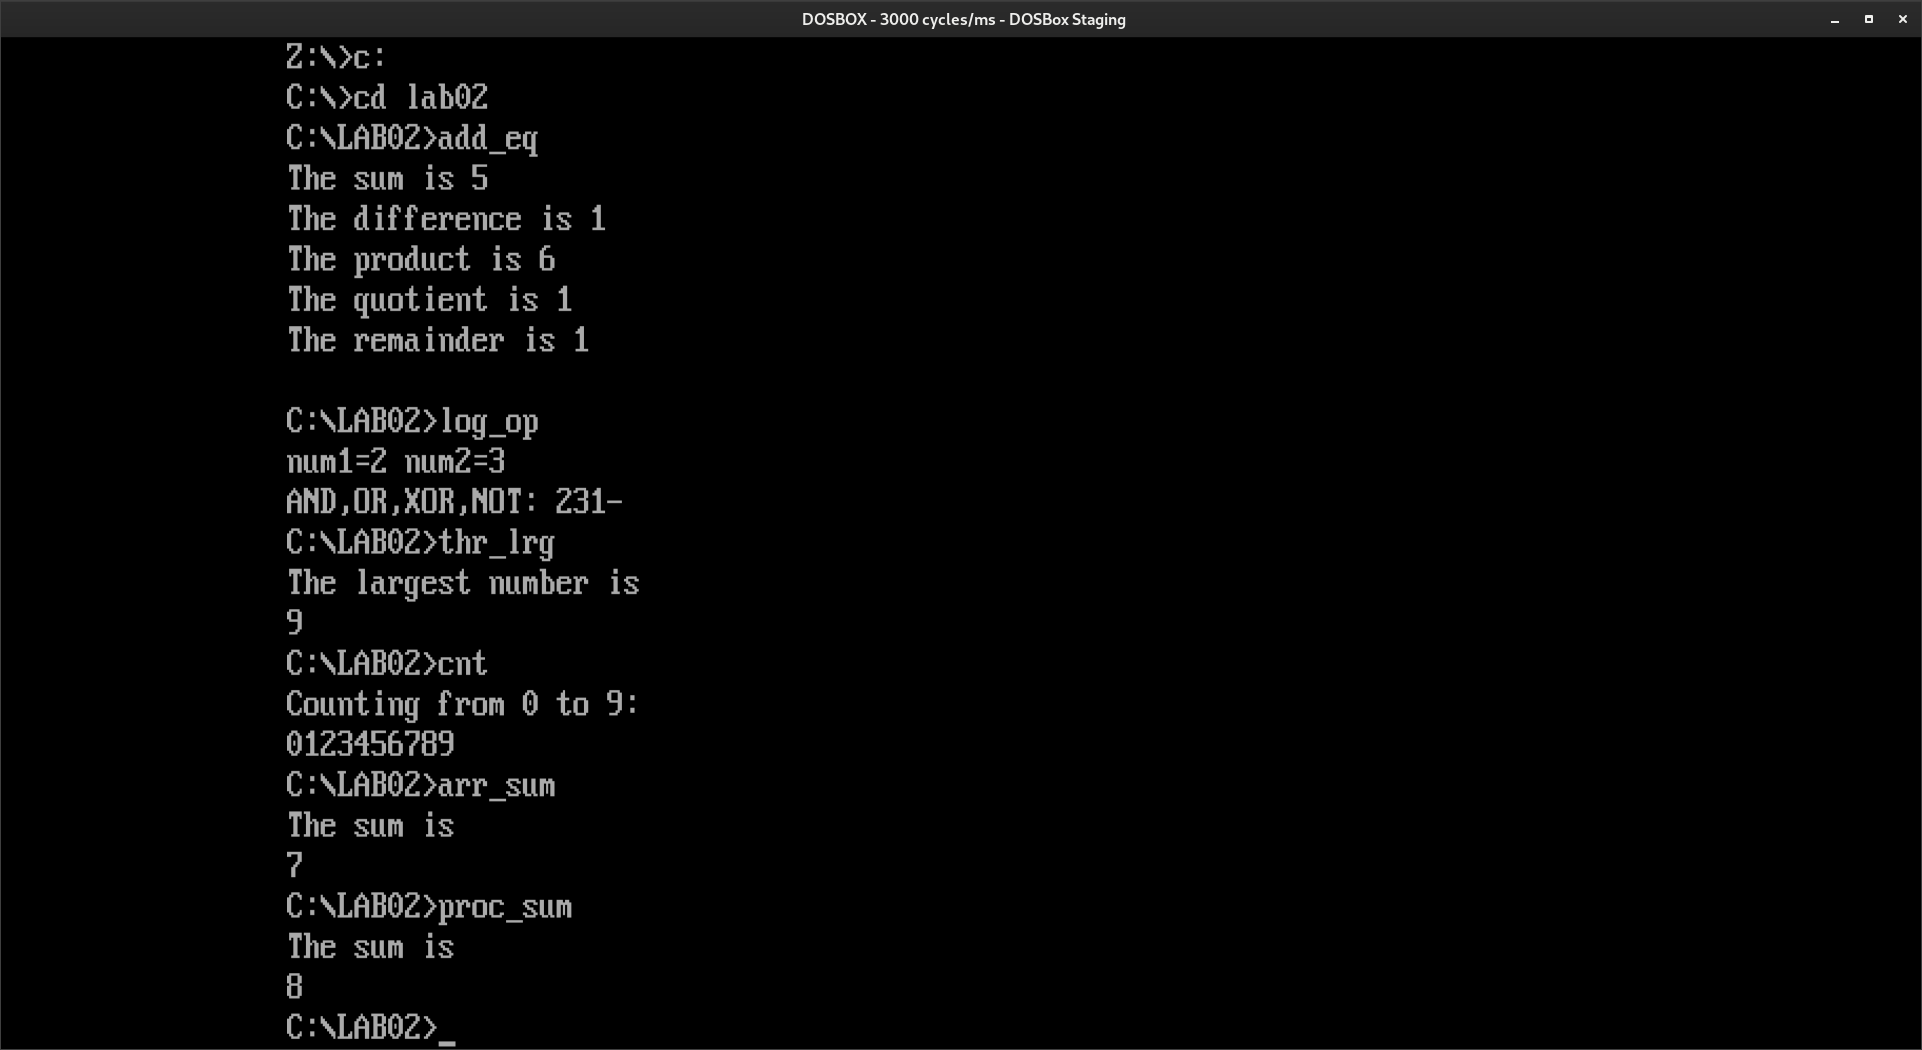 DOSBOX - 3000 cycles/ms - DOSBox Staging
Z:\>c:
C:\>cd lab02
C:\LAB02>add_eq
The sum is 5
The difference is 1
The product is 6
The quotient is 1
The remainder is 1
C:\LAB02>log_op
num1=2 num2=3
AND,OR,XOR,NOT: 231-
C:\LAB02>thr_lrg
The largest number is
9
C:\LAB02>cnt
Counting from 0 to 9:
0123456789
C:\LAB02>arr_sum
The sum is
7
C:\LAB02>proc_sum
The sum is
8
C:\LAB02>_